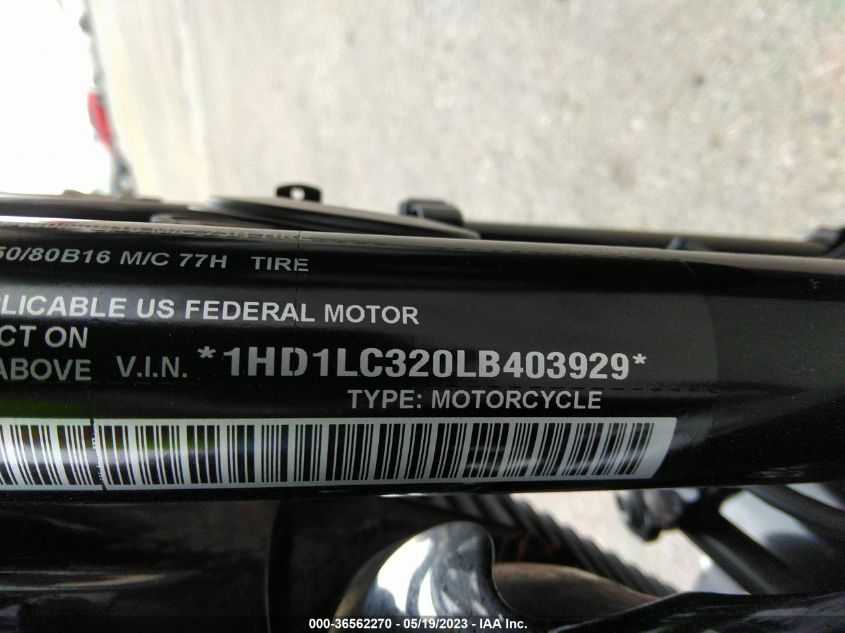 50/80B16 M/C 77H TIRE
PLICABLE US FEDERAL MOTOR
CT ON
ABOVE V.I.N. *1HD1LC320LB403929*
TYPE: MOTORCYCLE
000-36562270 - 05/19/2023 - IAA Inc.